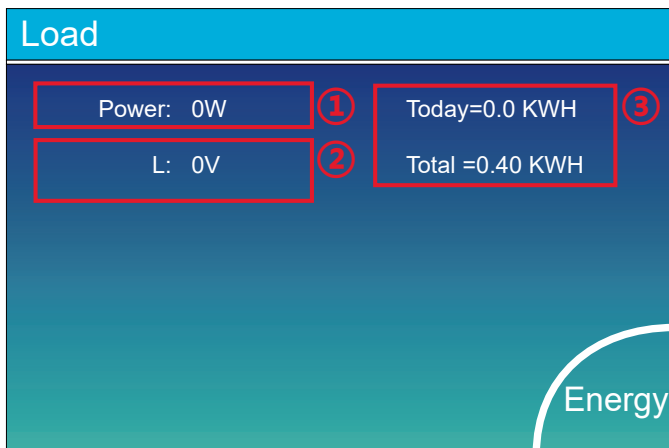 Load
Power: 0W
①
L: 0V
②
Today=0.0 KWH
③
Total =0.40 KWH
Energy